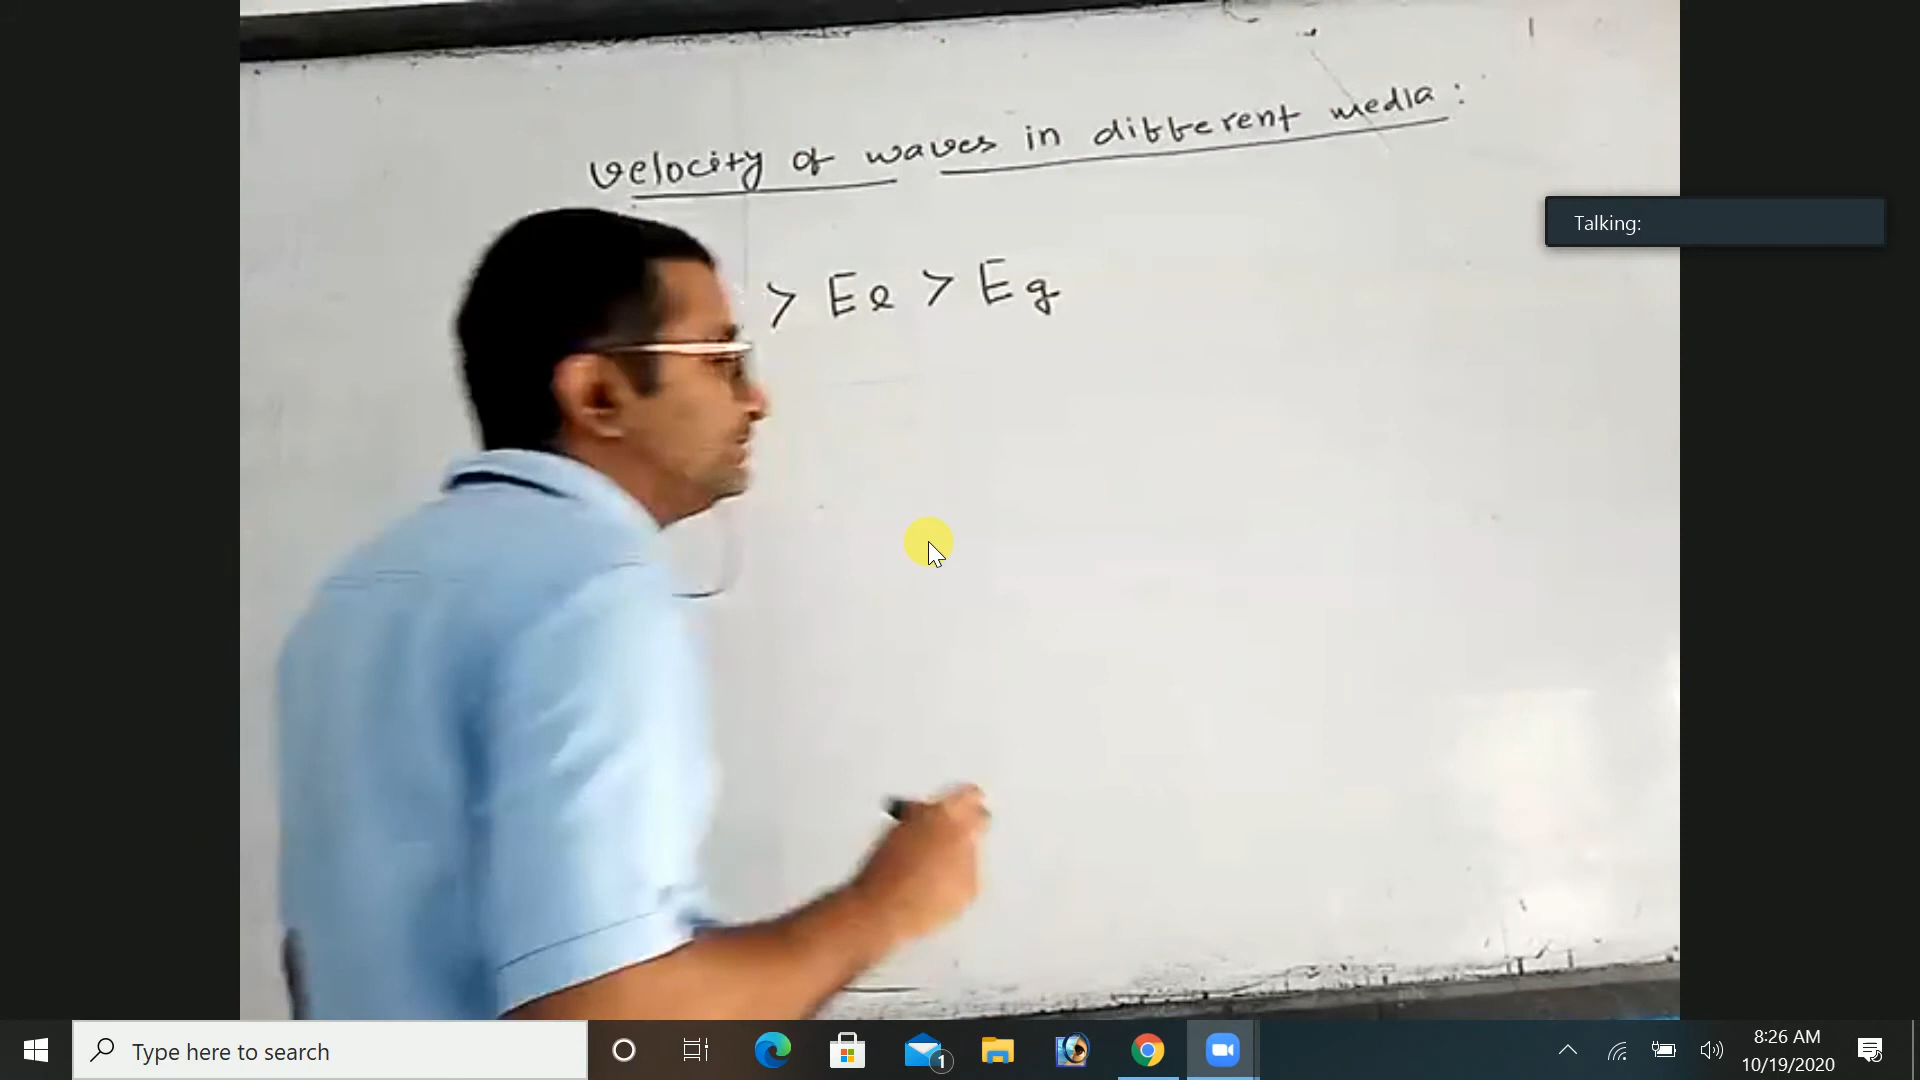 velocity of waves in different media:
> El > Eg
Talking:
Type here to search
1
8:26 AM
10/19/2020